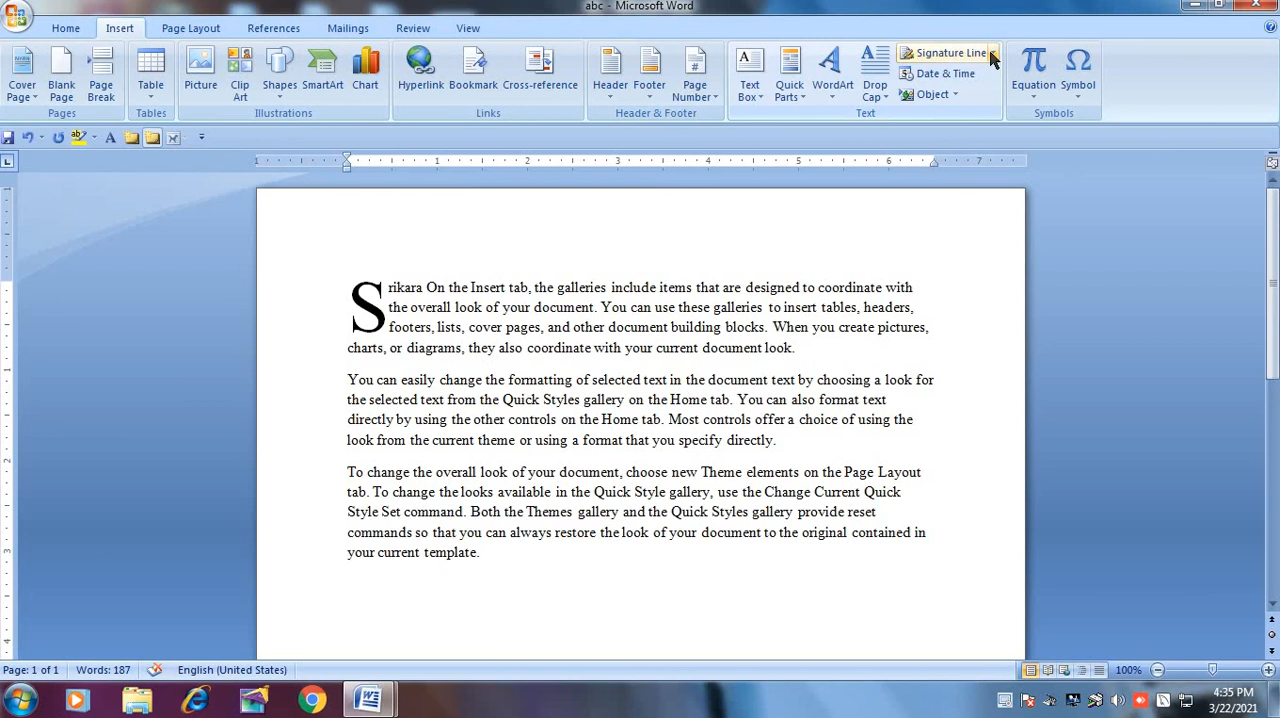 abc - Microsoft Word
Home Insert Page Layout References Mailings Review View
Cover Page
Blank Page
Page Break
Table
Picture
Clip Art
Shapes
SmartArt
Chart
Hyperlink
Bookmark
Cross-reference
Header
Footer
Page Number
Text Box
Quick Parts
WordArt
Drop Cap
Signature Line
Date & Time
Object
Equation
Symbol
Pages Tables Illustrations Links Header & Footer Text Symbols
1 1 2 3 4 5 6 7
Srikara On the Insert tab, the galleries include items that are designed to coordinate with
the overall look of your document. You can use these galleries to insert tables, headers,
footers, lists, cover pages, and other document building blocks. When you create pictures,
charts, or diagrams, they also coordinate with your current document look.
You can easily change the formatting of selected text in the document text by choosing a look for
the selected text from the Quick Styles gallery on the Home tab. You can also format text
directly by using the other controls on the Home tab. Most controls offer a choice of using the
look from the current theme or using a format that you specify directly.
To change the overall look of your document, choose new Theme elements on the Page Layout
tab. To change the looks available in the Quick Style gallery, use the Change Current Quick
Style Set command. Both the Themes gallery and the Quick Styles gallery provide reset
commands so that you can always restore the look of your document to the original contained in
your current template.
Page: 1 of 1 Words: 187 English (United States) 100%
4:35 PM
3/22/2021